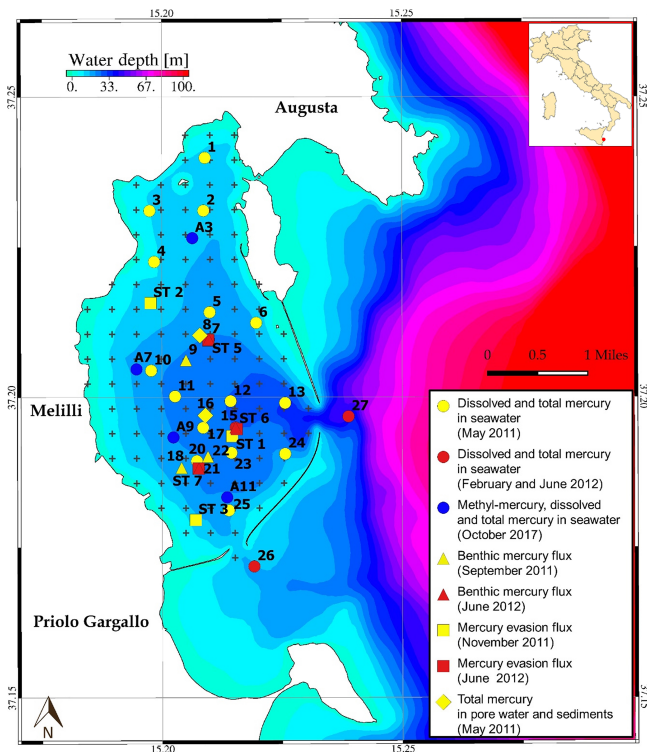 15.20
15.25
Water depth [m]
0.
33.
67.
100.
37.25
37.25
Augusta
1
3
2
A3
4
ST 2
5
6
8
7
ST 5
9
A7
10
11
12
13
27
37.20
37.20
0
0.5
1 Miles
Melilli
16
15
ST 6
A9
17
ST 1
24
18
20
22
23
21
ST 7
A11
ST 3
25
26
Priolo Gargallo
Dissolved and total mercury
in seawater
(May 2011)
Dissolved and total mercury
in seawater
(February and June 2012)
Methyl-mercury, dissolved
and total mercury in seawater
(October 2017)
Benthic mercury flux
(September 2011)
Benthic mercury flux
(June 2012)
Mercury evasion flux
(November 2011)
Mercury evasion flux
(June 2012)
Total mercury
in pore water and sediments
(May 2011)
37.15
37.15
N
15.20
15.25